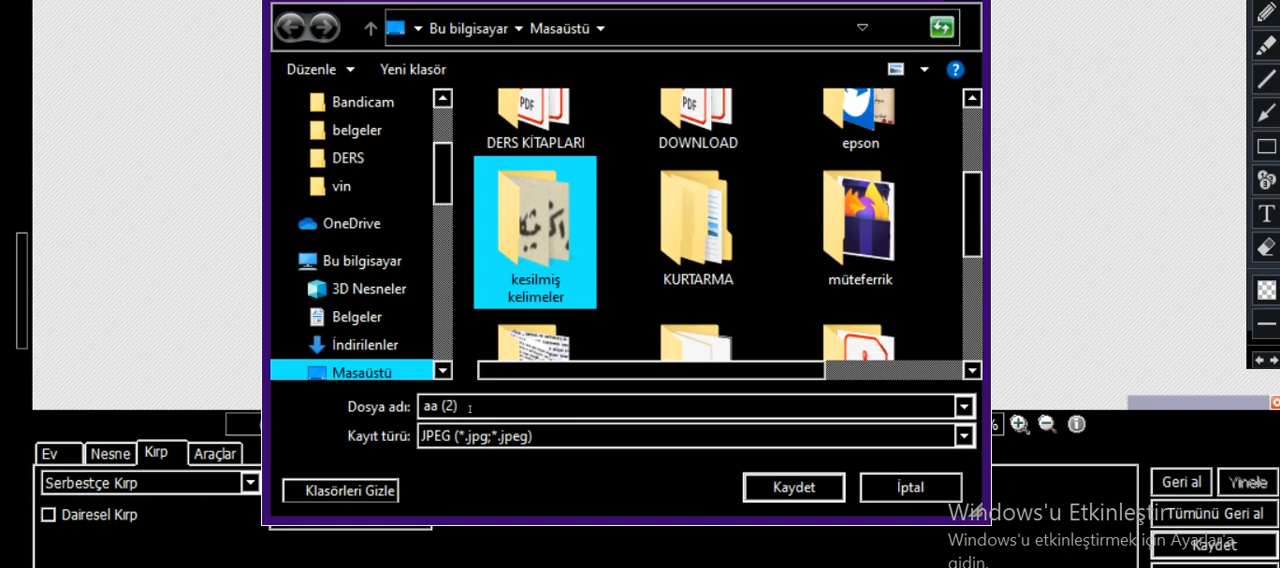 Bu bilgisayar Masaüstü
Düzenle Yeni klasör
Bandicam
belgeler
DERS
vin
OneDrive
Bu bilgisayar
3D Nesneler
Belgeler
İndirilenler
Masaüstü
PDF
DERS KİTAPLARI
PDF
DOWNLOAD
epson
kesilmiş
kelimeler
KURTARMA
müteferrik
Dosya adı: aa (2)
Kayıt türü: JPEG (*.jpg;*.jpeg)
Klasörleri Gizle Kaydet İptal
%
Ev Nesne Kırp Araçlar
Serbestçe Kırp
Dairesel Kırp
Geri al Yinele
Tümünü Geri al
Kaydet
Windows'u Etkinleştir
Windows'u etkinleştirmek için Ayarlar'a
gidin.